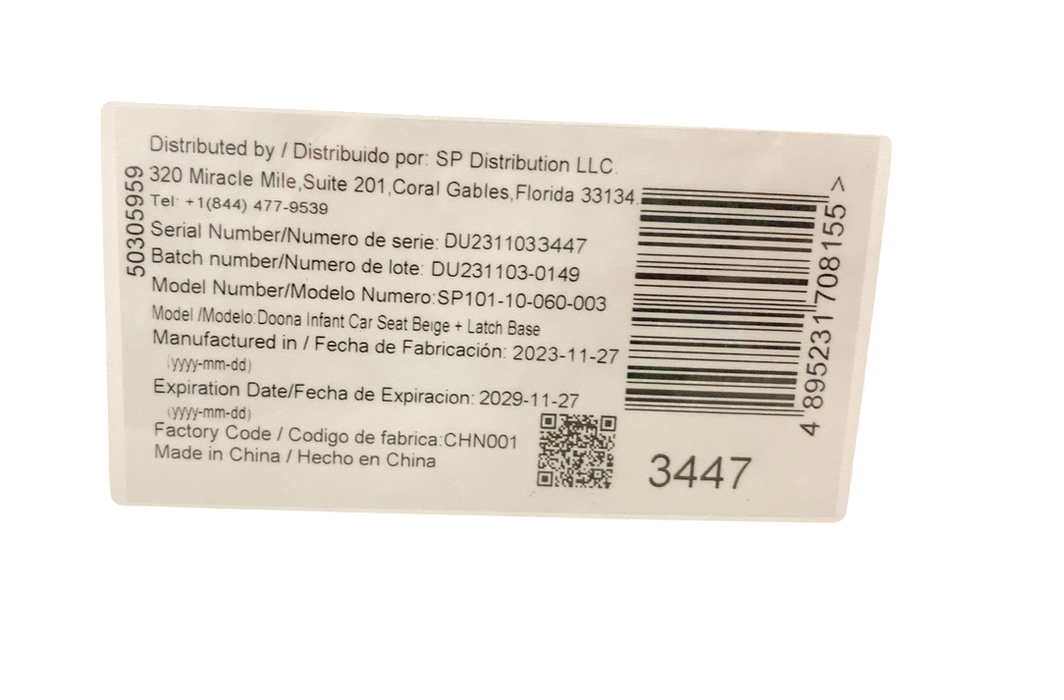 Distributed by / Distribuido por: SP Distribution LLC.
320 Miracle Mile,Suite 201,Coral Gables,Florida 33134.
Tel: +1(844) 477-9539
Serial Number/Numero de serie: DU2311033447
Batch number/Numero de lote: DU231103-0149
Model Number/Modelo Numero:SP101-10-060-003
Model /Modelo:Doona Infant Car Seat Beige + Latch Base
Manufactured in / Fecha de Fabricación: 2023-11-27
(yyyy-mm-dd)
Expiration Date/Fecha de Expiracion: 2029-11-27
(yyyy-mm-dd)
Factory Code / Codigo de fabrica:CHN001
Made in China / Hecho en China
50305959
4 895231 708155 >
3447